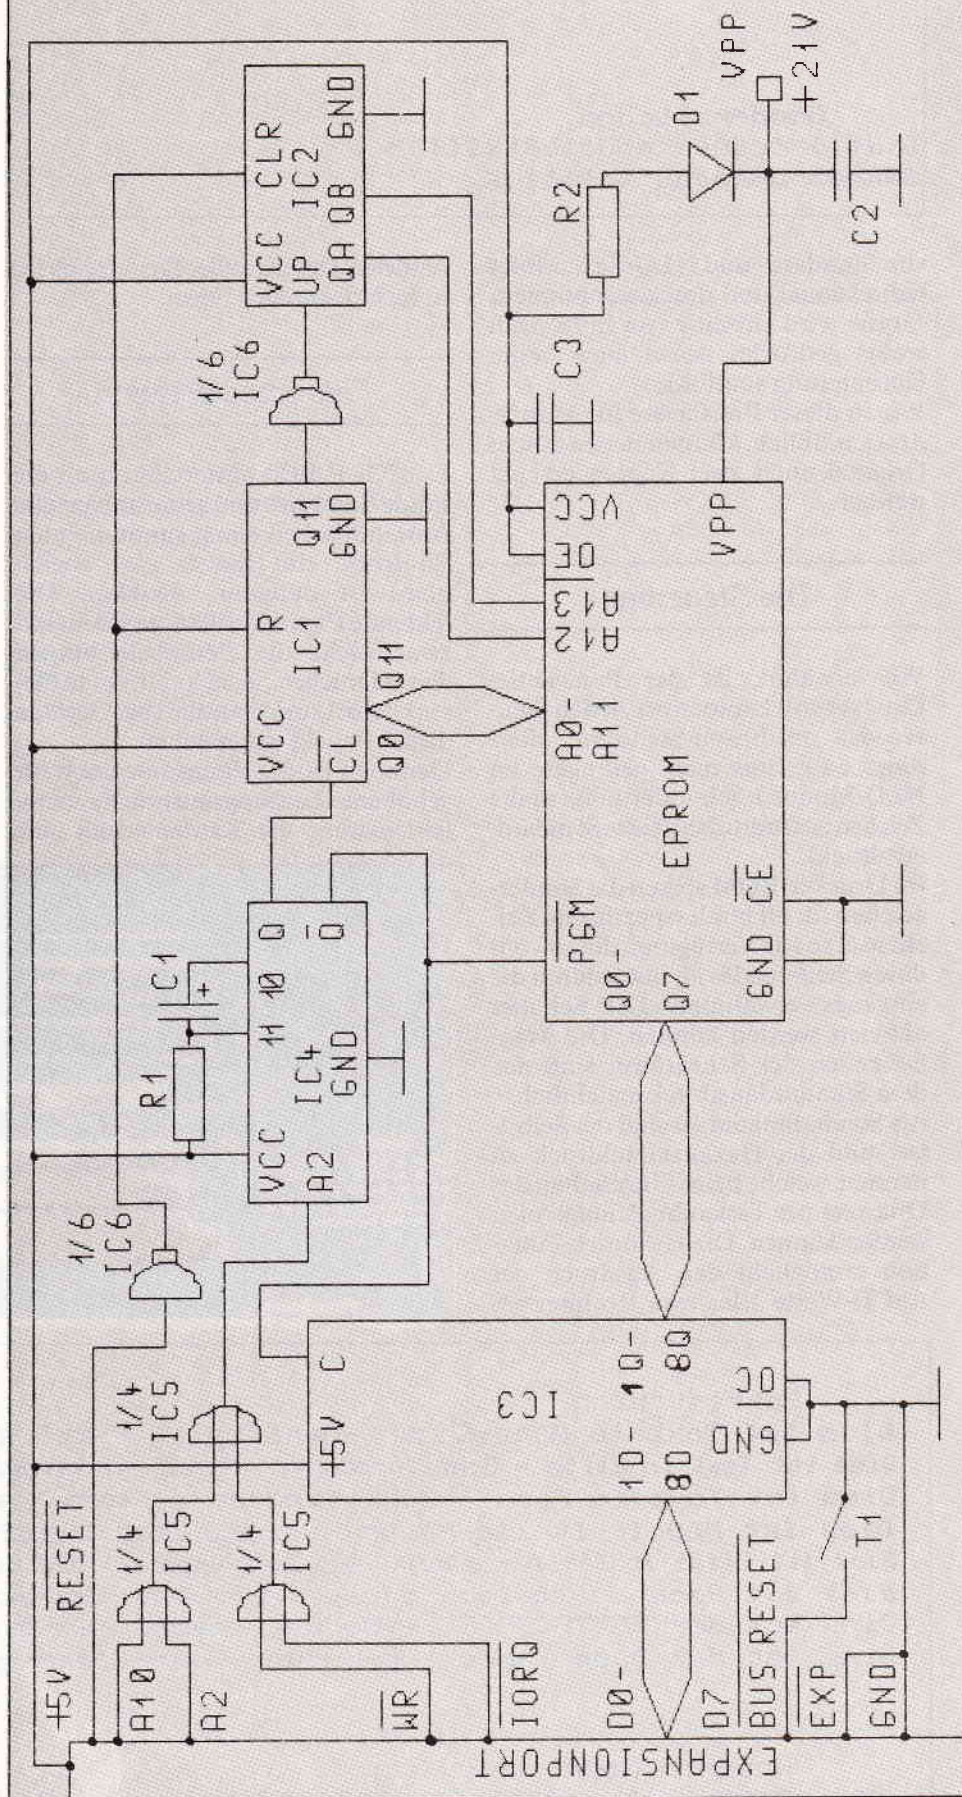 +5V
RESET
A10
A2
WR
IORQ
D0-
D7
BUS RESET
EXP
GND
EXPANSIONPORT
1/4
IC5
1/4
IC5
1/4
IC5
1/6
IC6
T1
+5V
C
IC3
1D-
8D
1Q-
8Q
GND
OC
R1
C1
+
VCC
11
10
Q
A2
IC4
GND
Q
VCC
R
Q11
CL
IC1
GND
Q0
Q11
1/6
IC6
VCC
CLR
UP
IC2
QA
QB
GND
PGM
Q0-
Q7
EPROM
A0-
A11
A12
A13
OE
VCC
GND
CE
VPP
C3
R2
D1
C2
VPP
+21V